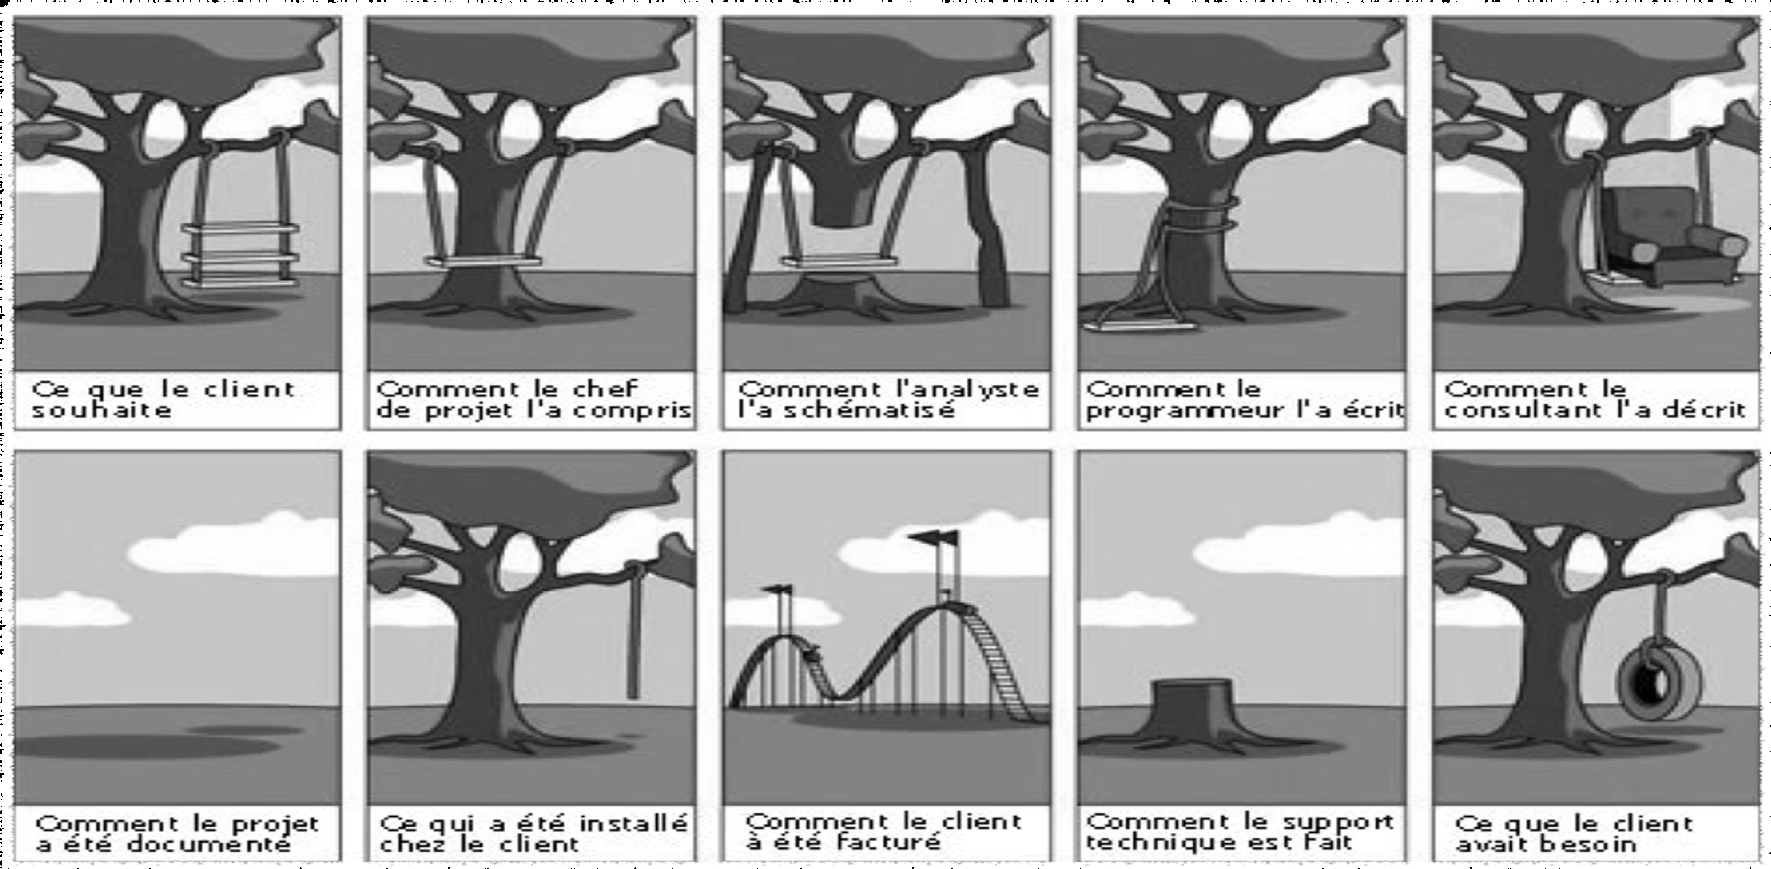 Ce que le client
souhaite
Comment le chef
de projet l'a compris
Comment l'analyste
l'a schématisé
Comment le
programmeur l'a écrit
Comment le
consultant l'a décrit
Comment le projet
a été documenté
Ce qui a été installé
chez le client
Comment le client
à été facturé
Comment le support
technique est fait
Ce que le client
avait besoin